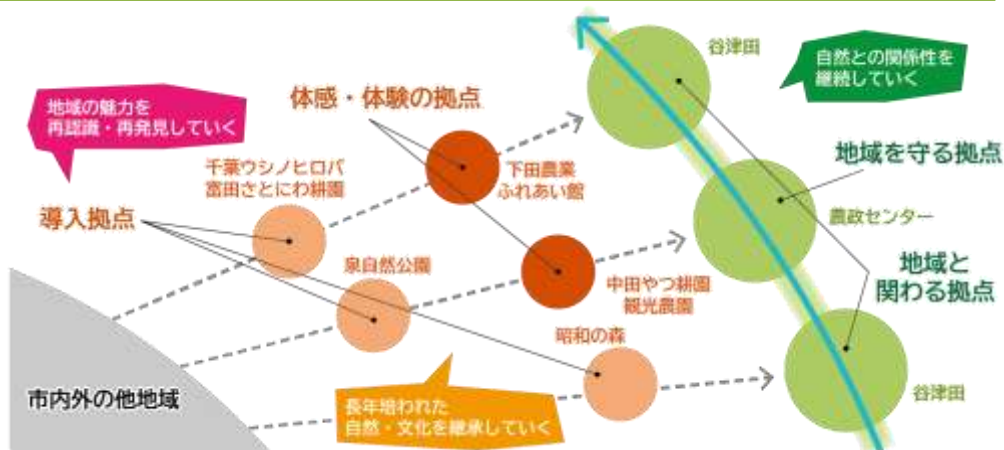 谷津田
自然との関係性を
継続していく
地域の魅力を
再認識・再発見していく
体感・体験の拠点
千葉ウシノヒロバ
富田さとにわ耕園
下田農業
ふれあい館
地域を守る拠点
導入拠点
農政センター
泉自然公園
中田やつ耕園
観光農園
地域と
関わる拠点
昭和の森
市内外の他地域
長年培われた
自然・文化を継承していく
谷津田